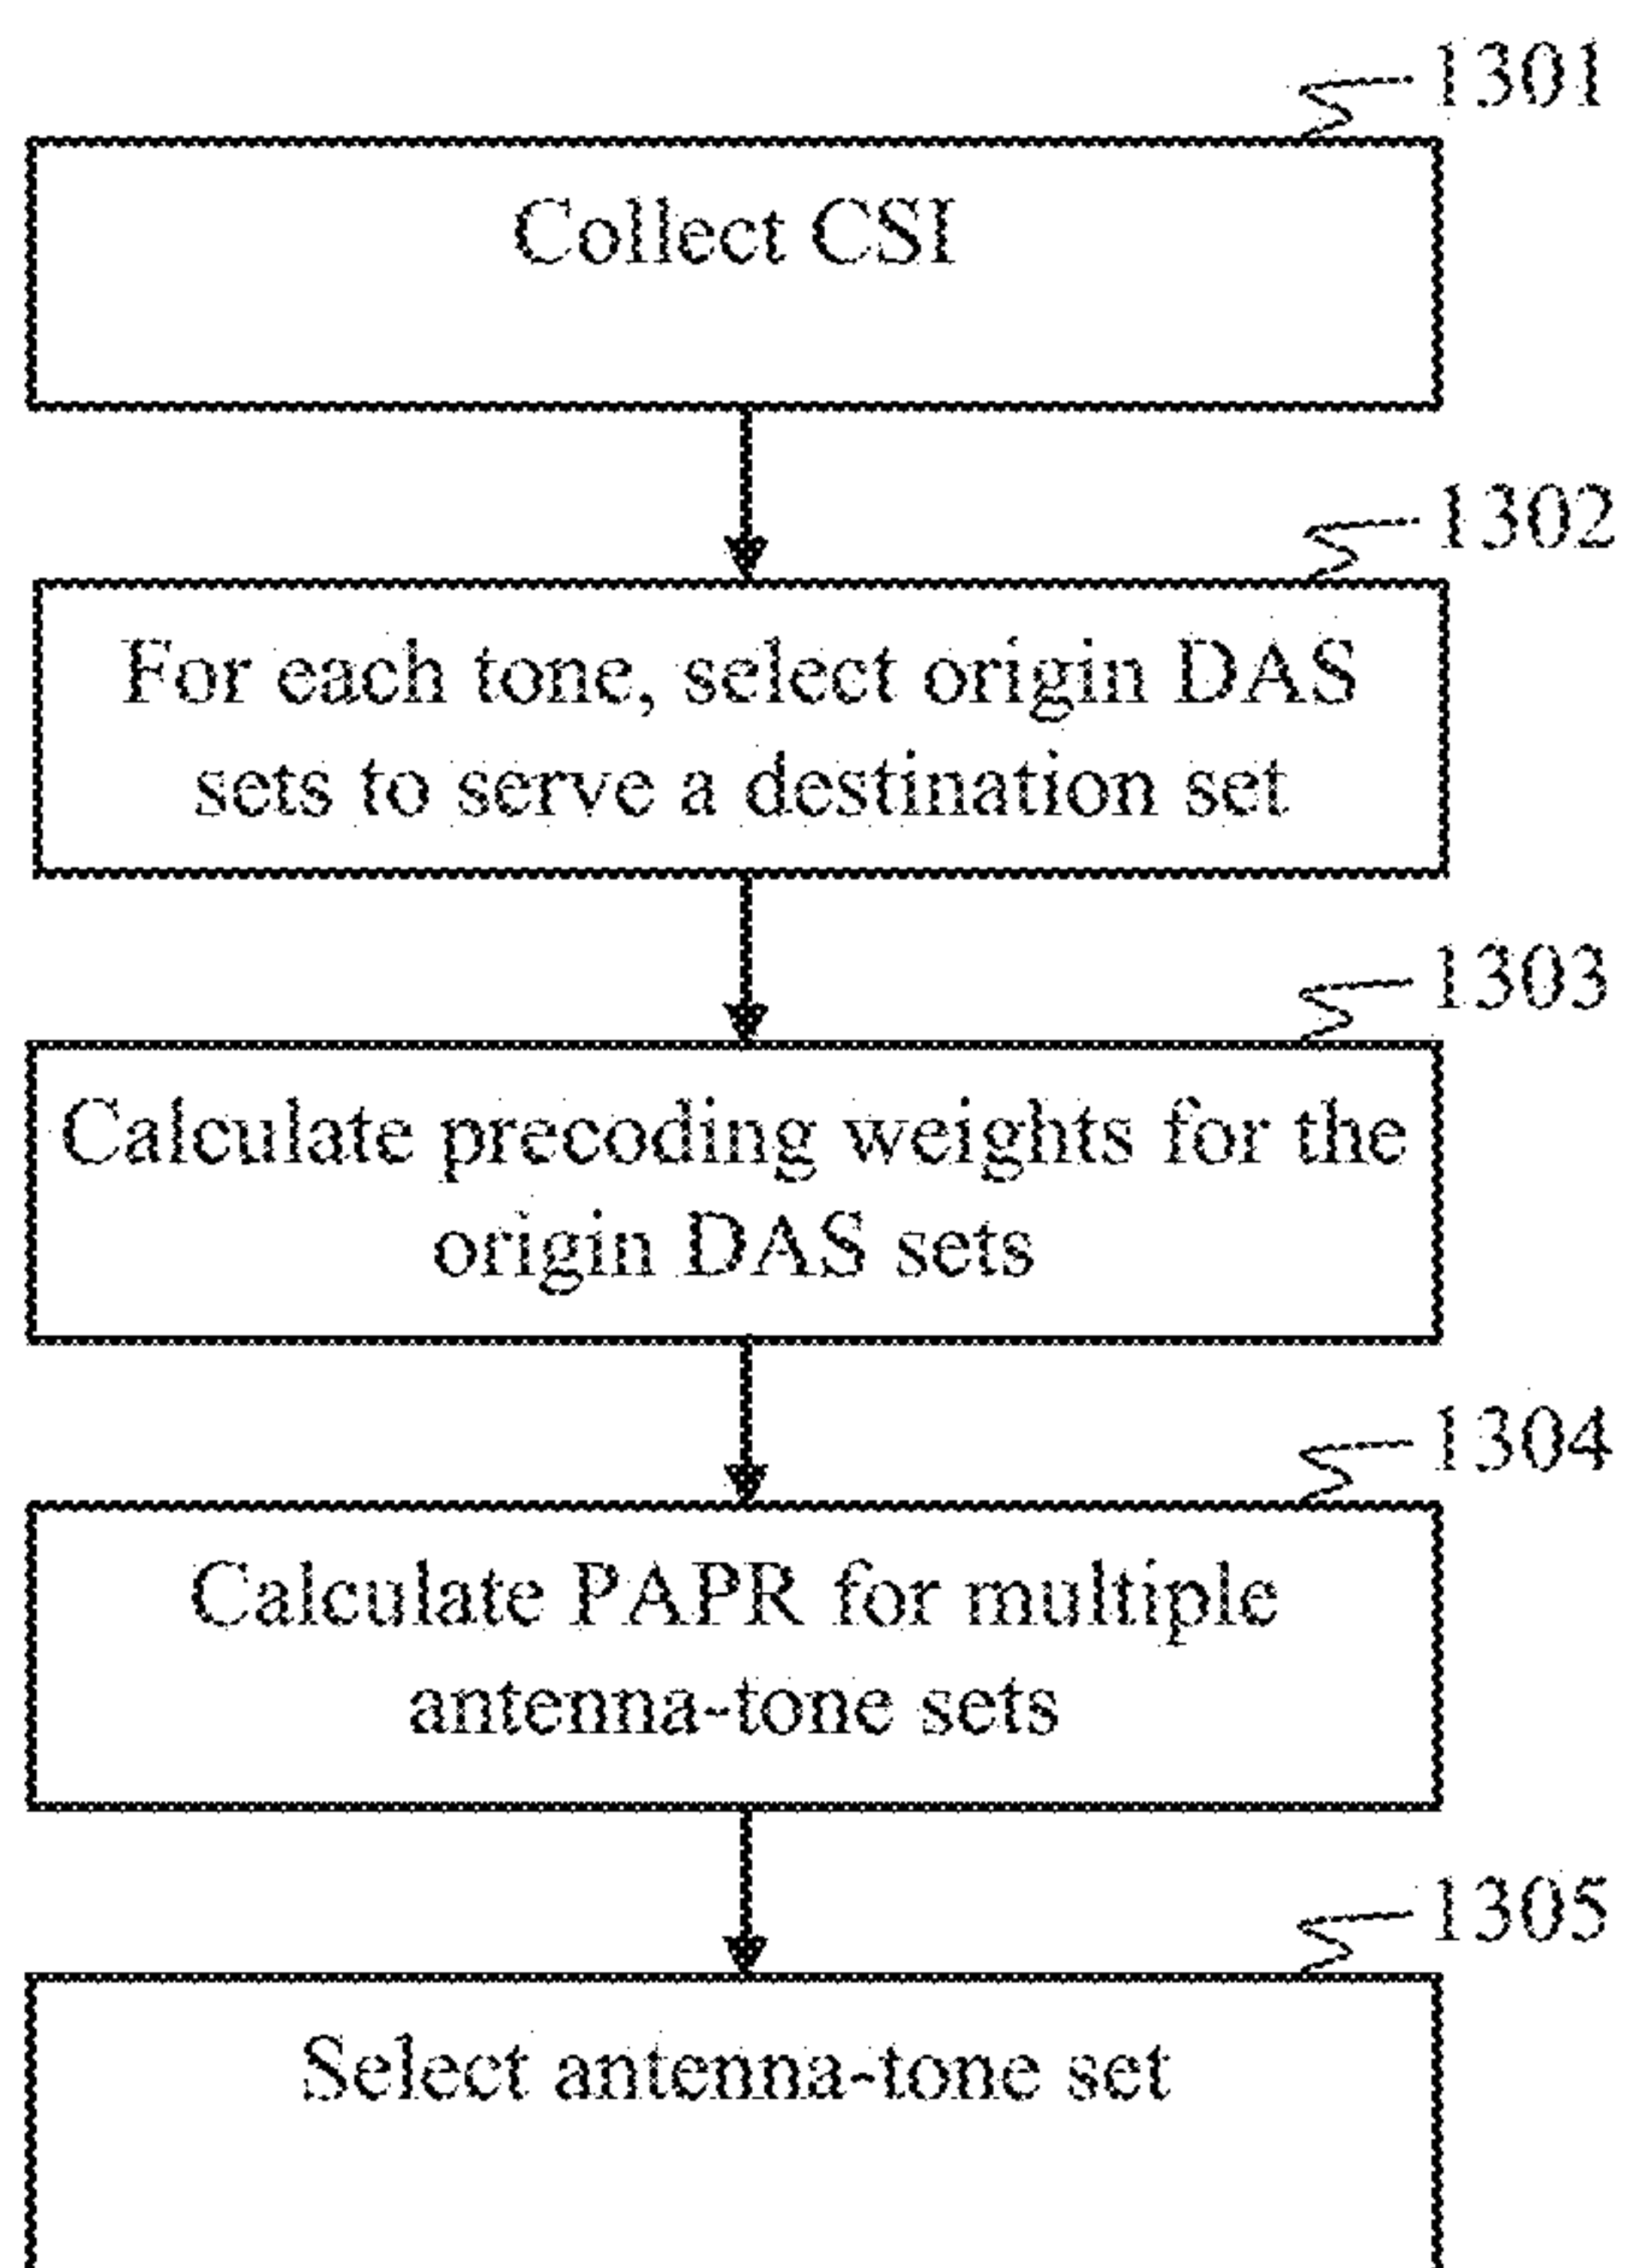 1301
Collect CSI
1302
For each tone, select origin DAS
sets to serve a destination set
1303
Calculate precoding weights for the
origin DAS sets
1304
Calculate PAPR for multiple
antenna-tone sets
1305
Select antenna-tone set